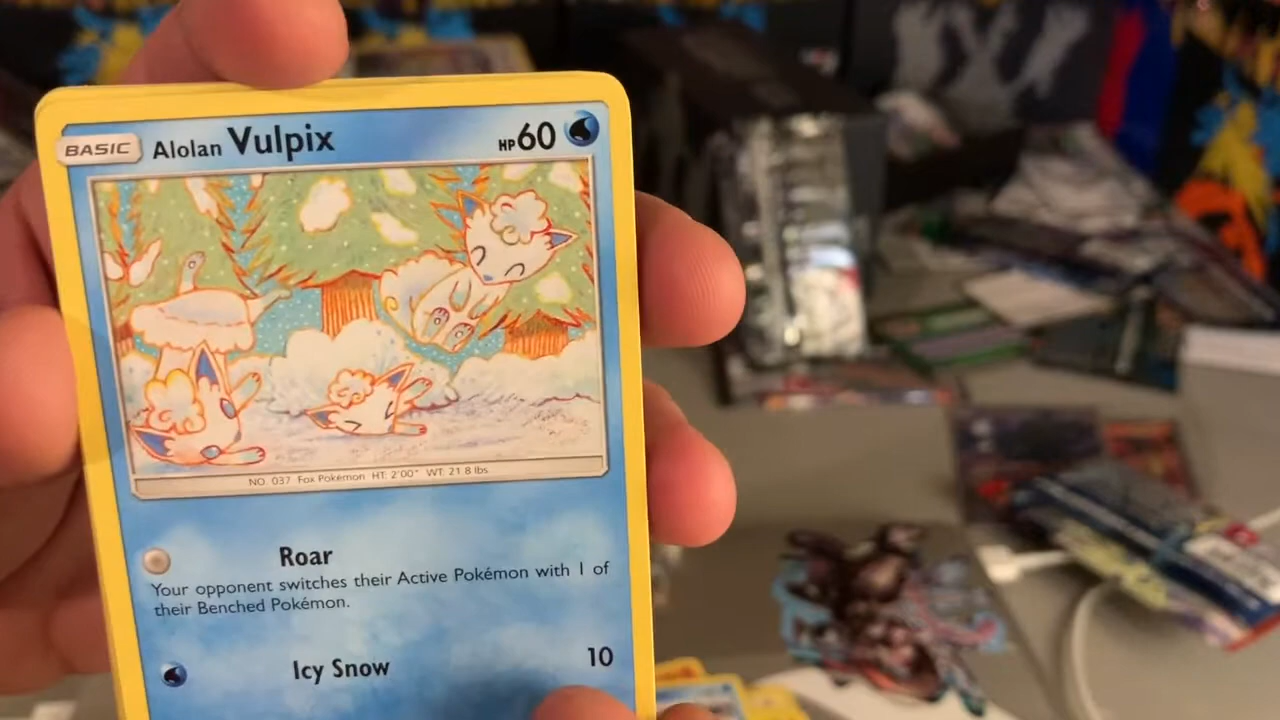 BASIC Alolan Vulpix HP60
NO. 037 Fox Pokémon HT: 2'00" WT: 21.8 lbs
Roar
Your opponent switches their Active Pokémon with 1 of
their Benched Pokémon.
Icy Snow 10